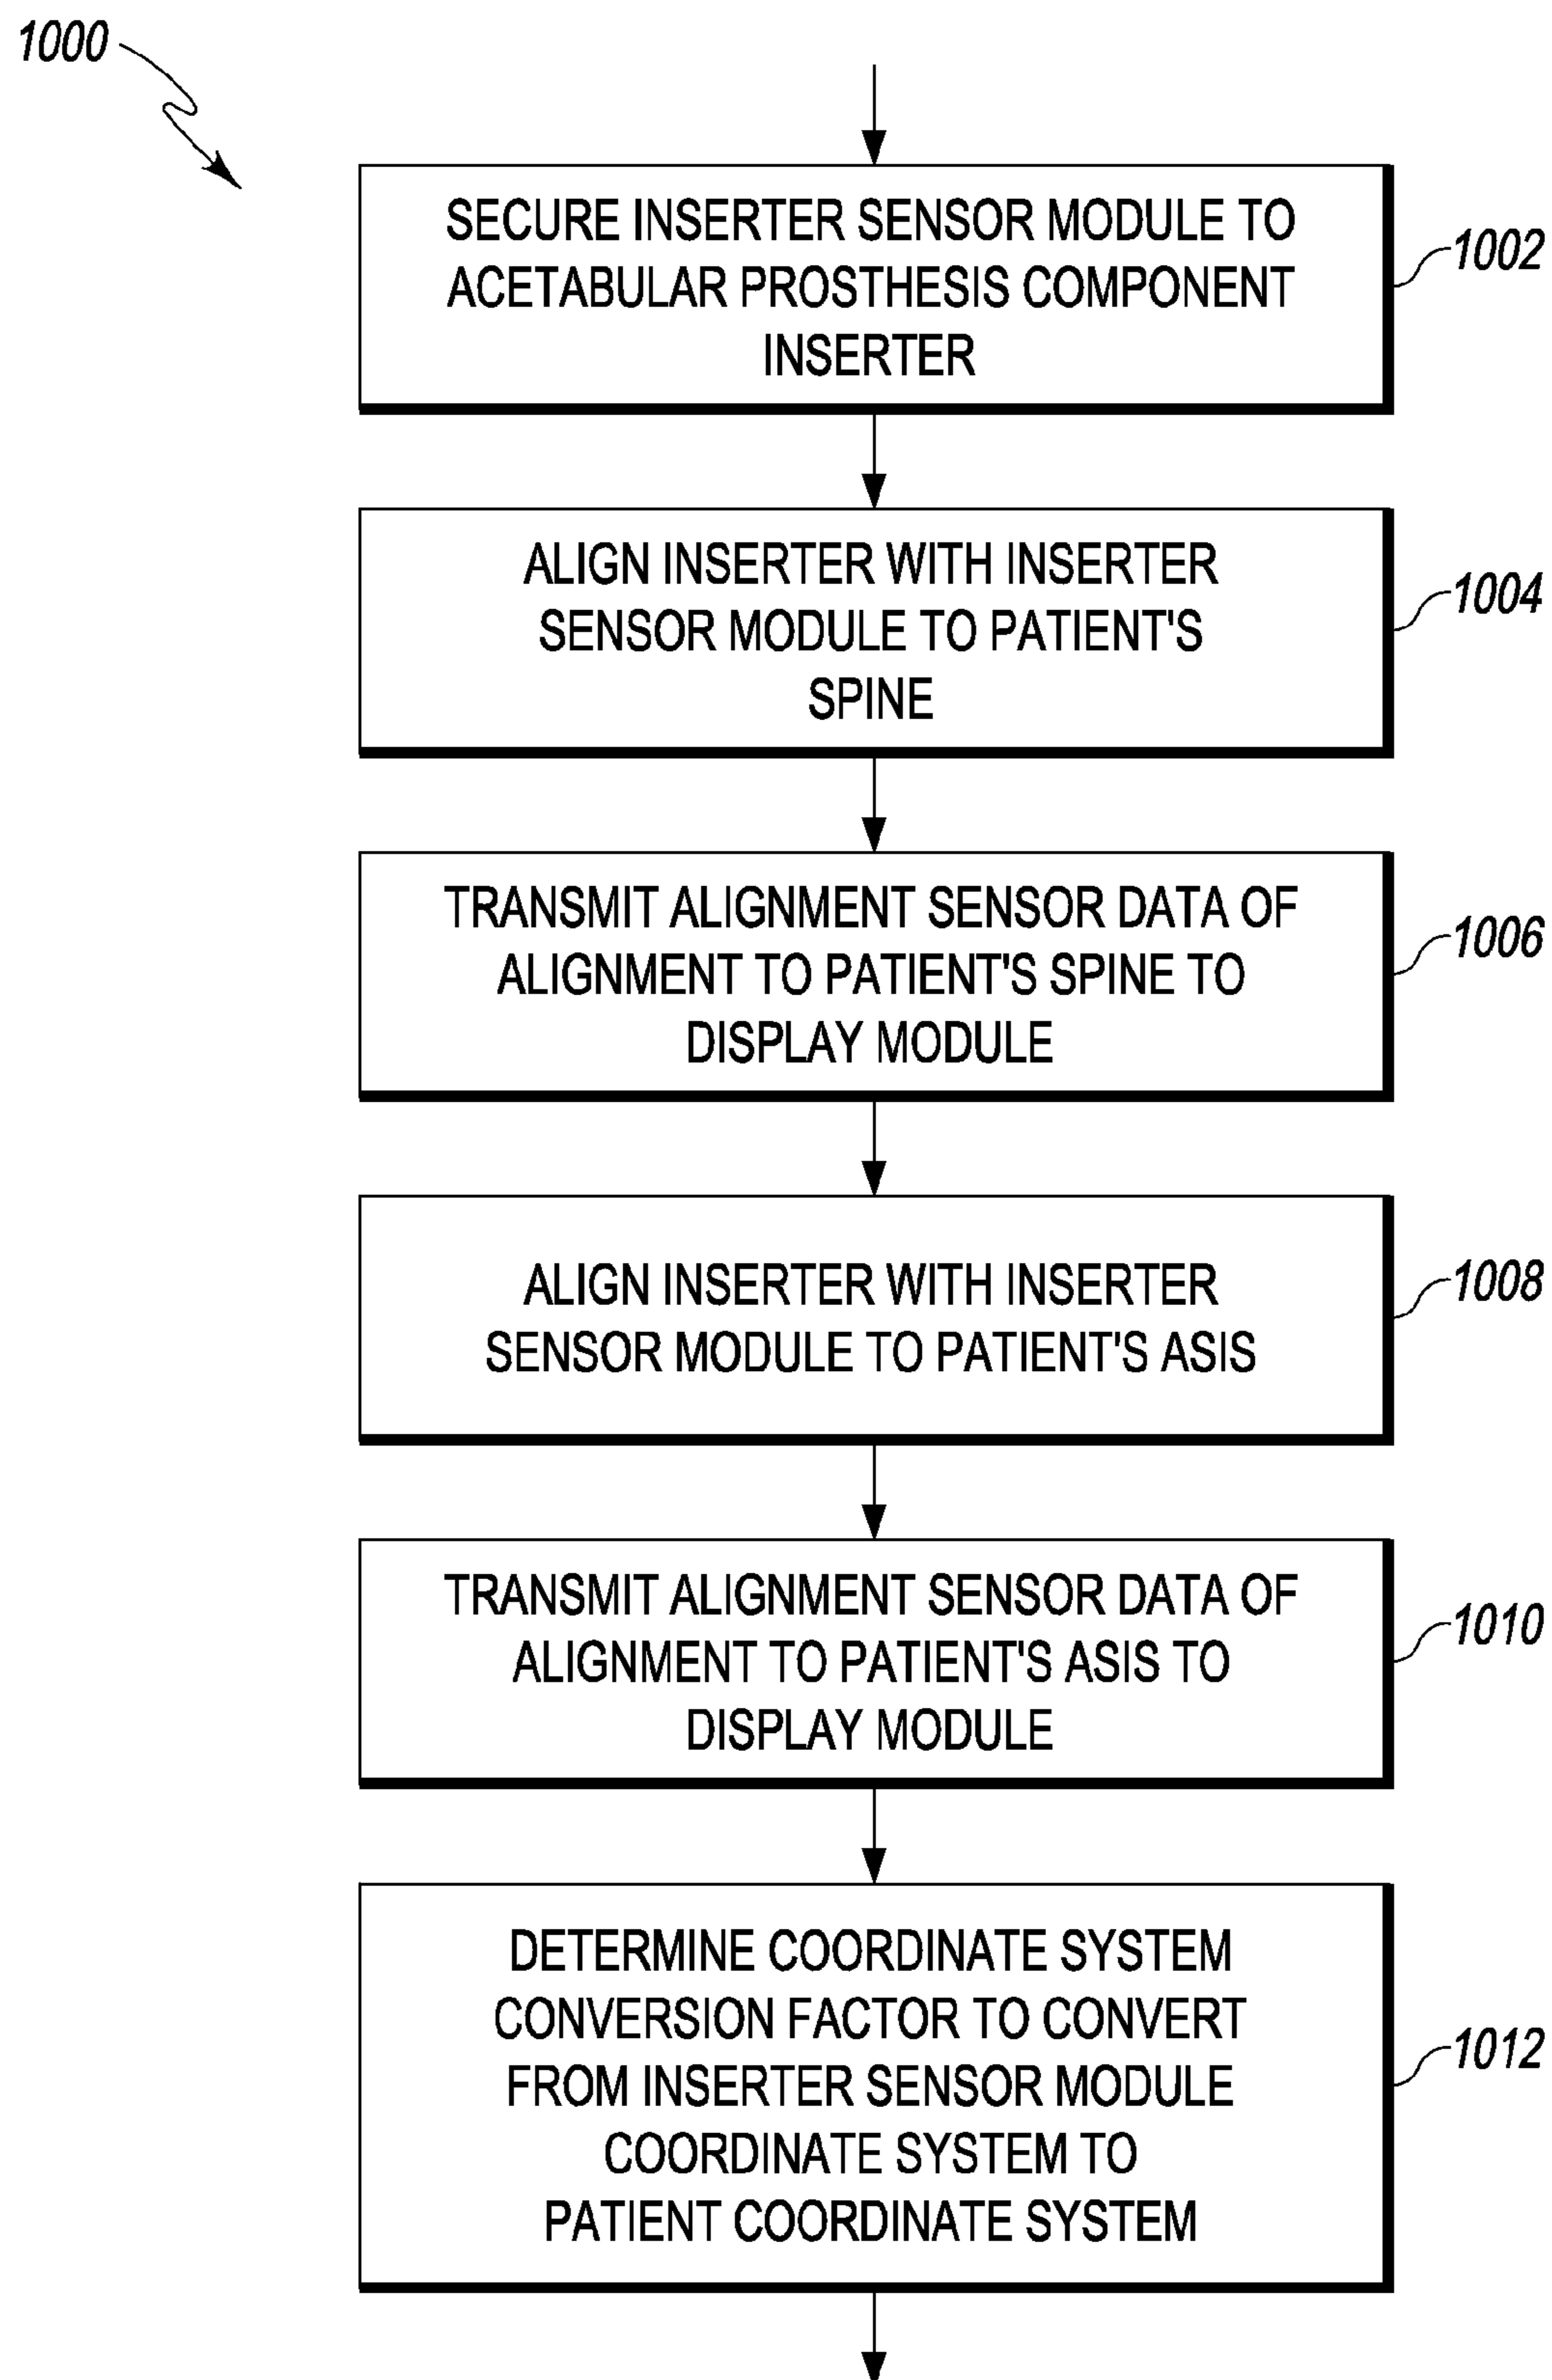 1000
SECURE INSERTER SENSOR MODULE TO
ACETABULAR PROSTHESIS COMPONENT
INSERTER
1002
ALIGN INSERTER WITH INSERTER
SENSOR MODULE TO PATIENT'S
SPINE
1004
TRANSMIT ALIGNMENT SENSOR DATA OF
ALIGNMENT TO PATIENT'S SPINE TO
DISPLAY MODULE
1006
ALIGN INSERTER WITH INSERTER
SENSOR MODULE TO PATIENT'S ASIS
1008
TRANSMIT ALIGNMENT SENSOR DATA OF
ALIGNMENT TO PATIENT'S ASIS TO
DISPLAY MODULE
1010
DETERMINE COORDINATE SYSTEM
CONVERSION FACTOR TO CONVERT
FROM INSERTER SENSOR MODULE
COORDINATE SYSTEM TO
PATIENT COORDINATE SYSTEM
1012